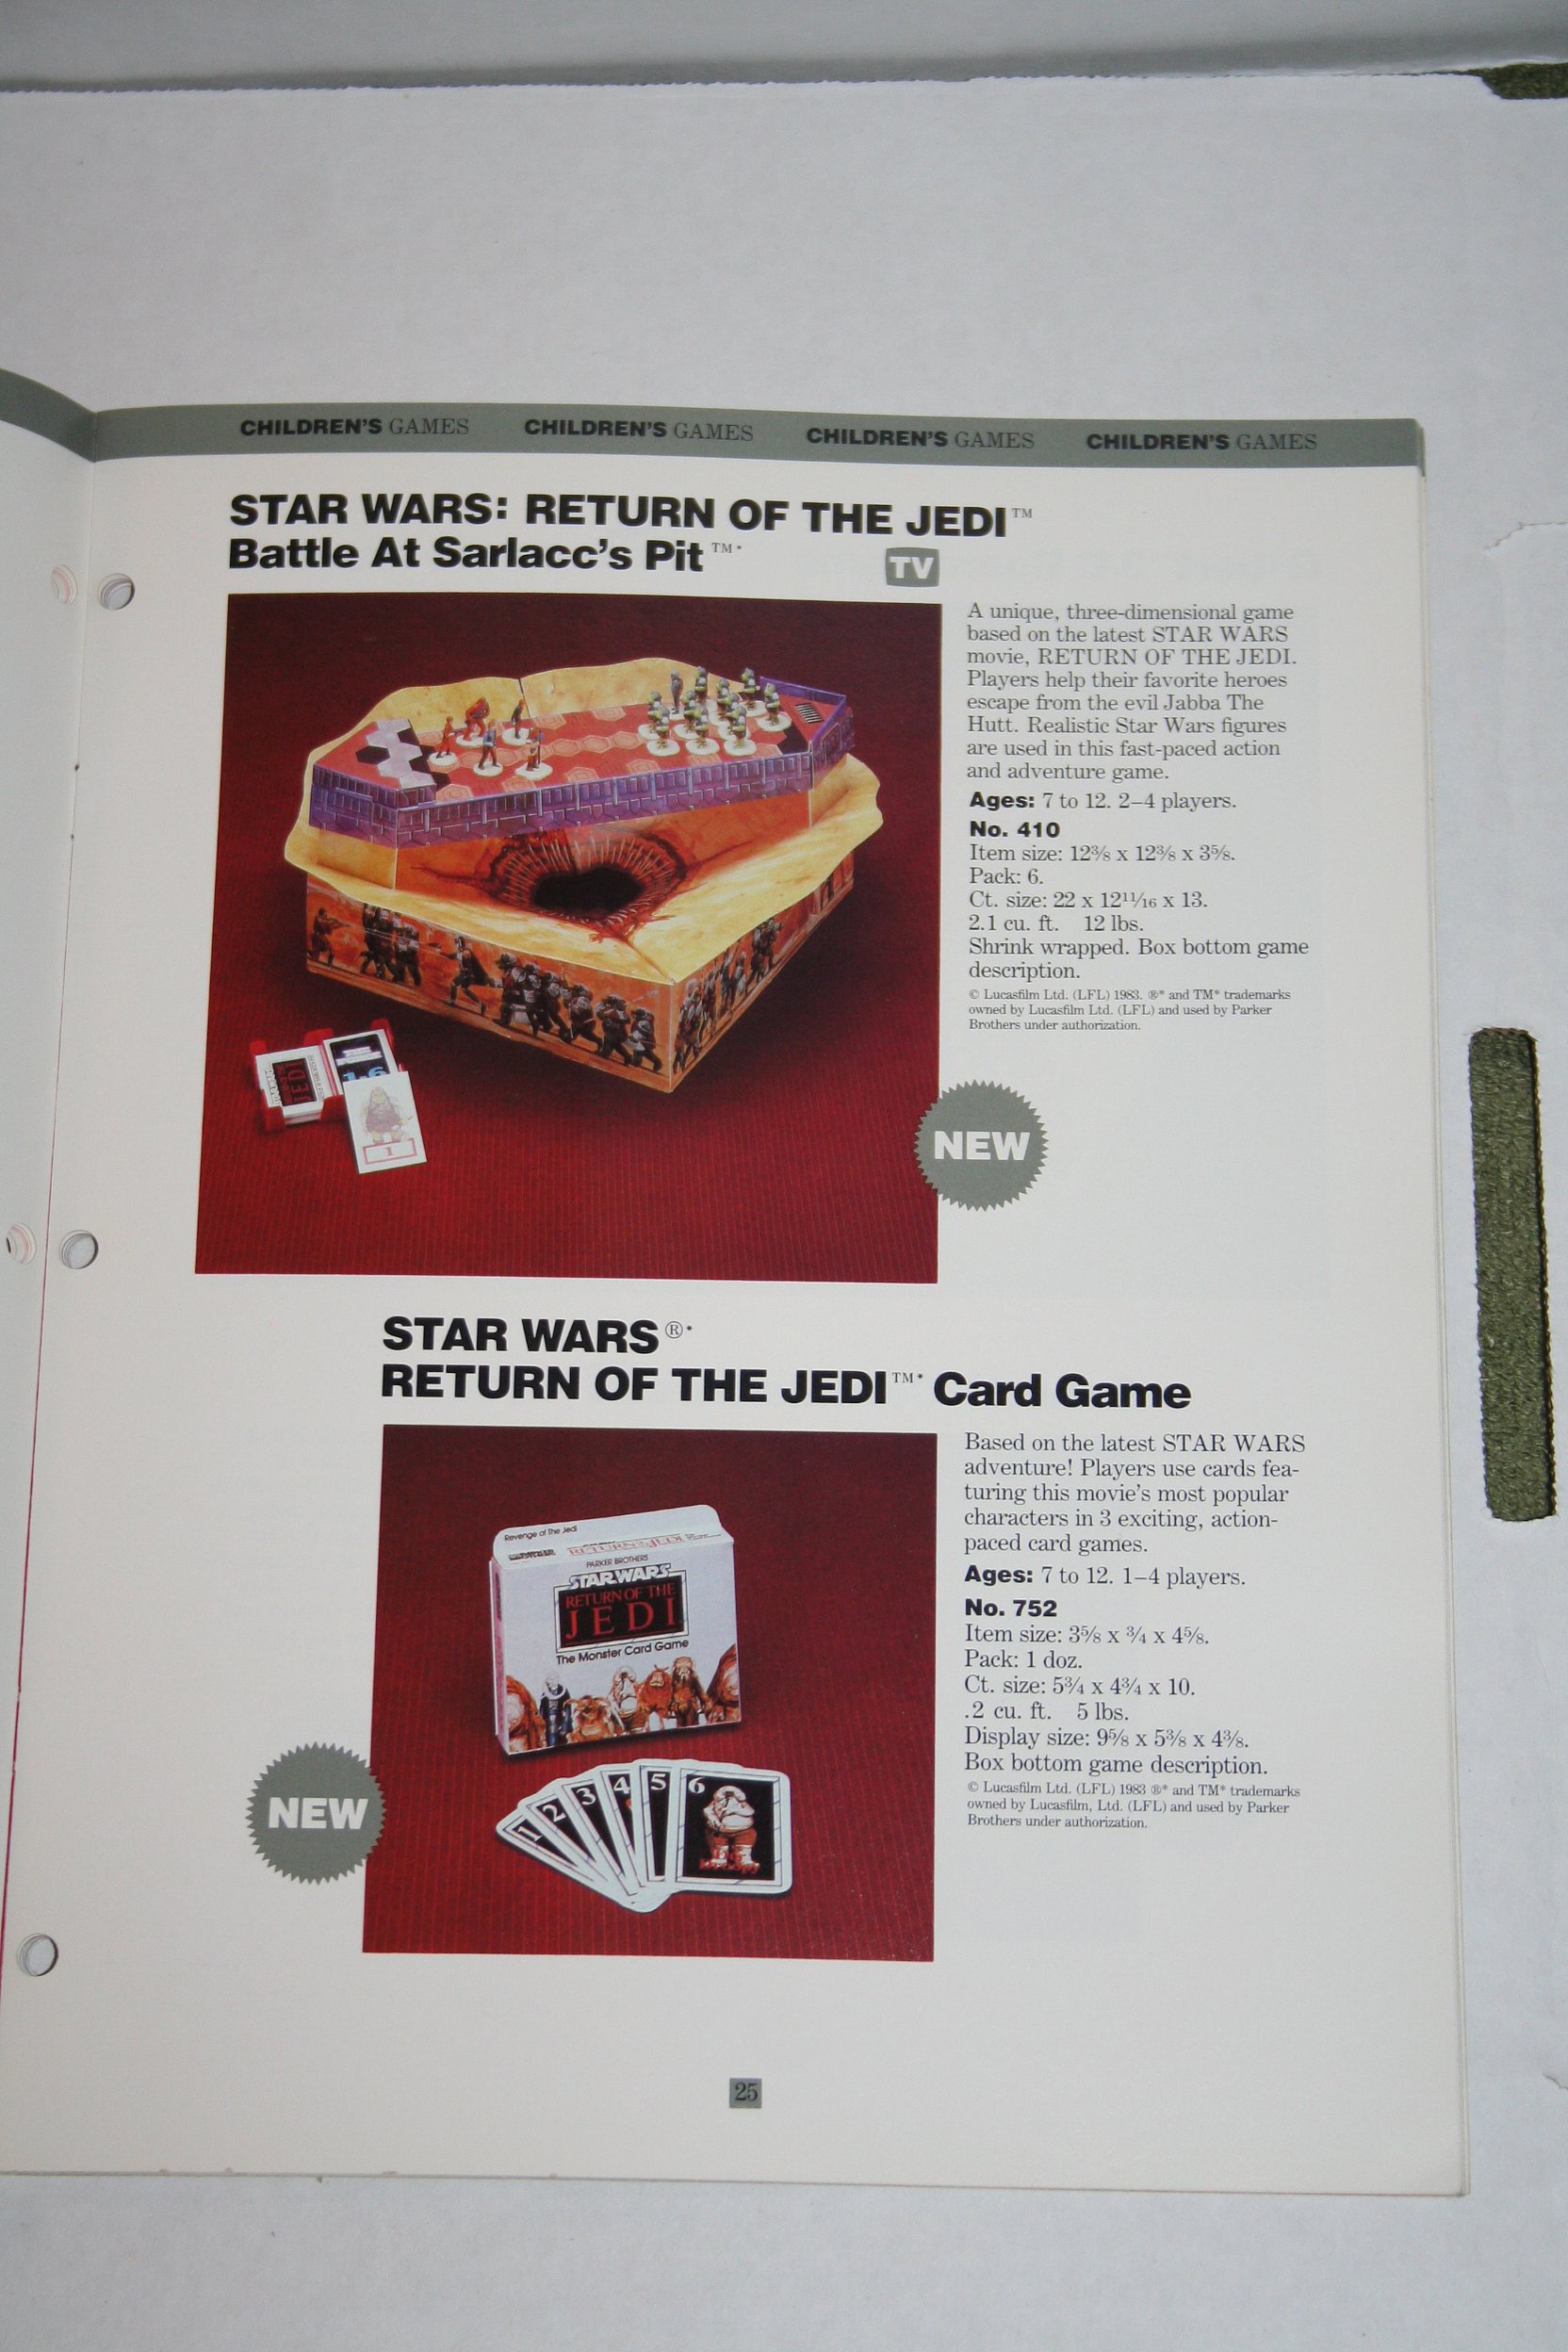 CHILDREN'S GAMES CHILDREN'S GAMES CHILDREN'S GAMES CHILDREN'S GAMES
STAR WARS: RETURN OF THE JEDI™
Battle At Sarlacc's Pit™*
TV
A unique, three-dimensional game
based on the latest STAR WARS
movie, RETURN OF THE JEDI.
Players help their favorite heroes
escape from the evil Jabba The
Hutt. Realistic Star Wars figures
are used in this fast-paced action
and adventure game.
Ages: 7 to 12. 2–4 players.
No. 410
Item size: 12⅜ x 12⅜ x 3⅝.
Pack: 6.
Ct. size: 22 x 12¹¹⁄₁₆ x 13.
2.1 cu. ft. 12 lbs.
Shrink wrapped. Box bottom game
description.
© Lucasfilm Ltd. (LFL) 1983. ®* and TM* trademarks
owned by Lucasfilm Ltd. (LFL) and used by Parker
Brothers under authorization.
JEDI
1-6
1
NEW
STAR WARS®*
RETURN OF THE JEDI™* Card Game
Revenge of The Jedi
PARKER
RETURN OF THE JEDI
PARKER BROTHERS
STAR WARS
RETURN OF THE
JEDI
The Monster Card Game
1 2 3 4 5 6
NEW
Based on the latest STAR WARS
adventure! Players use cards fea-
turing this movie's most popular
characters in 3 exciting, action-
paced card games.
Ages: 7 to 12. 1–4 players.
No. 752
Item size: 3⅝ x ¾ x 4⅝.
Pack: 1 doz.
Ct. size: 5¾ x 4¾ x 10.
.2 cu. ft. 5 lbs.
Display size: 9⅝ x 5⅜ x 4⅜.
Box bottom game description.
© Lucasfilm Ltd. (LFL) 1983 ®* and TM* trademarks
owned by Lucasfilm, Ltd. (LFL) and used by Parker
Brothers under authorization.
25